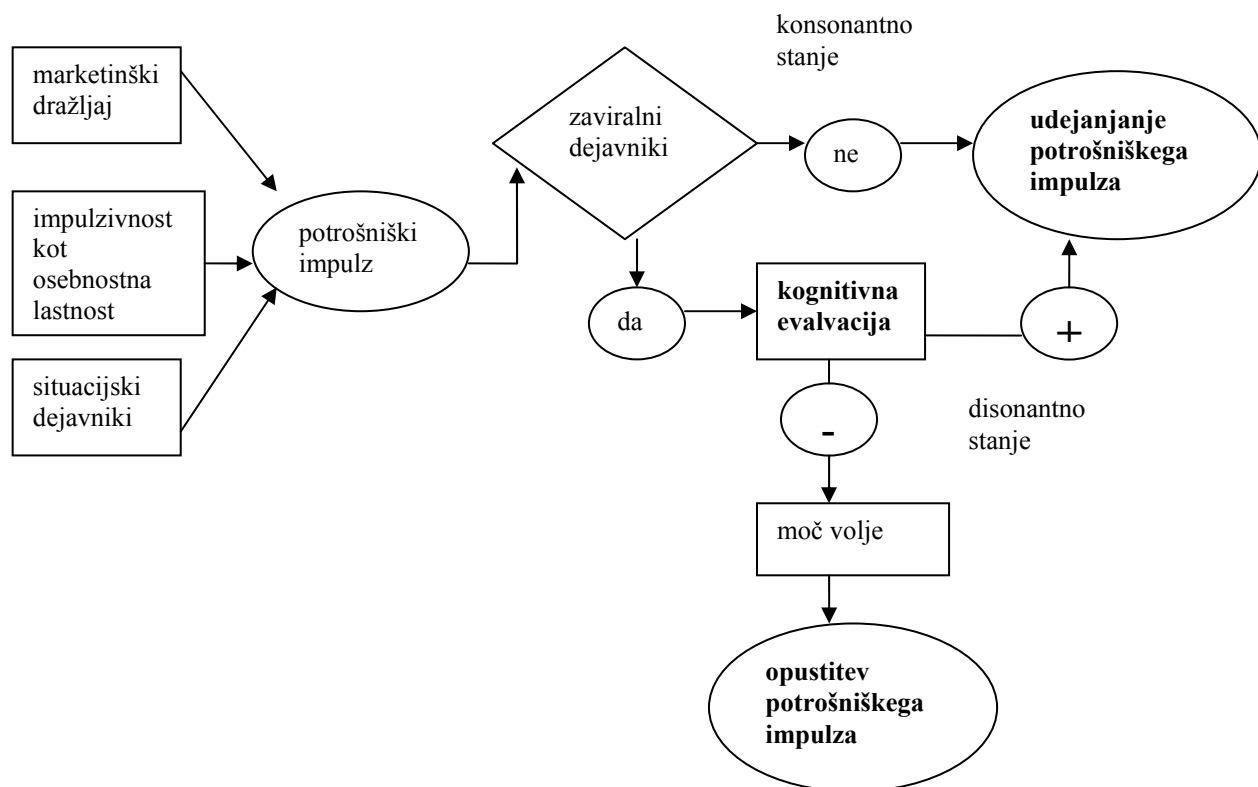 konsonantno
stanje
marketinški
dražljaj
zaviralni
dejavniki
ne
udejanjanje
potrošniškega
impulza
impulzivnost
kot
osebnostna
lastnost
potrošniški
impulz
da
kognitivna
evalvacija
+
situacijski
dejavniki
-
disonantno
stanje
moč volje
opustitev
potrošniškega
impulza